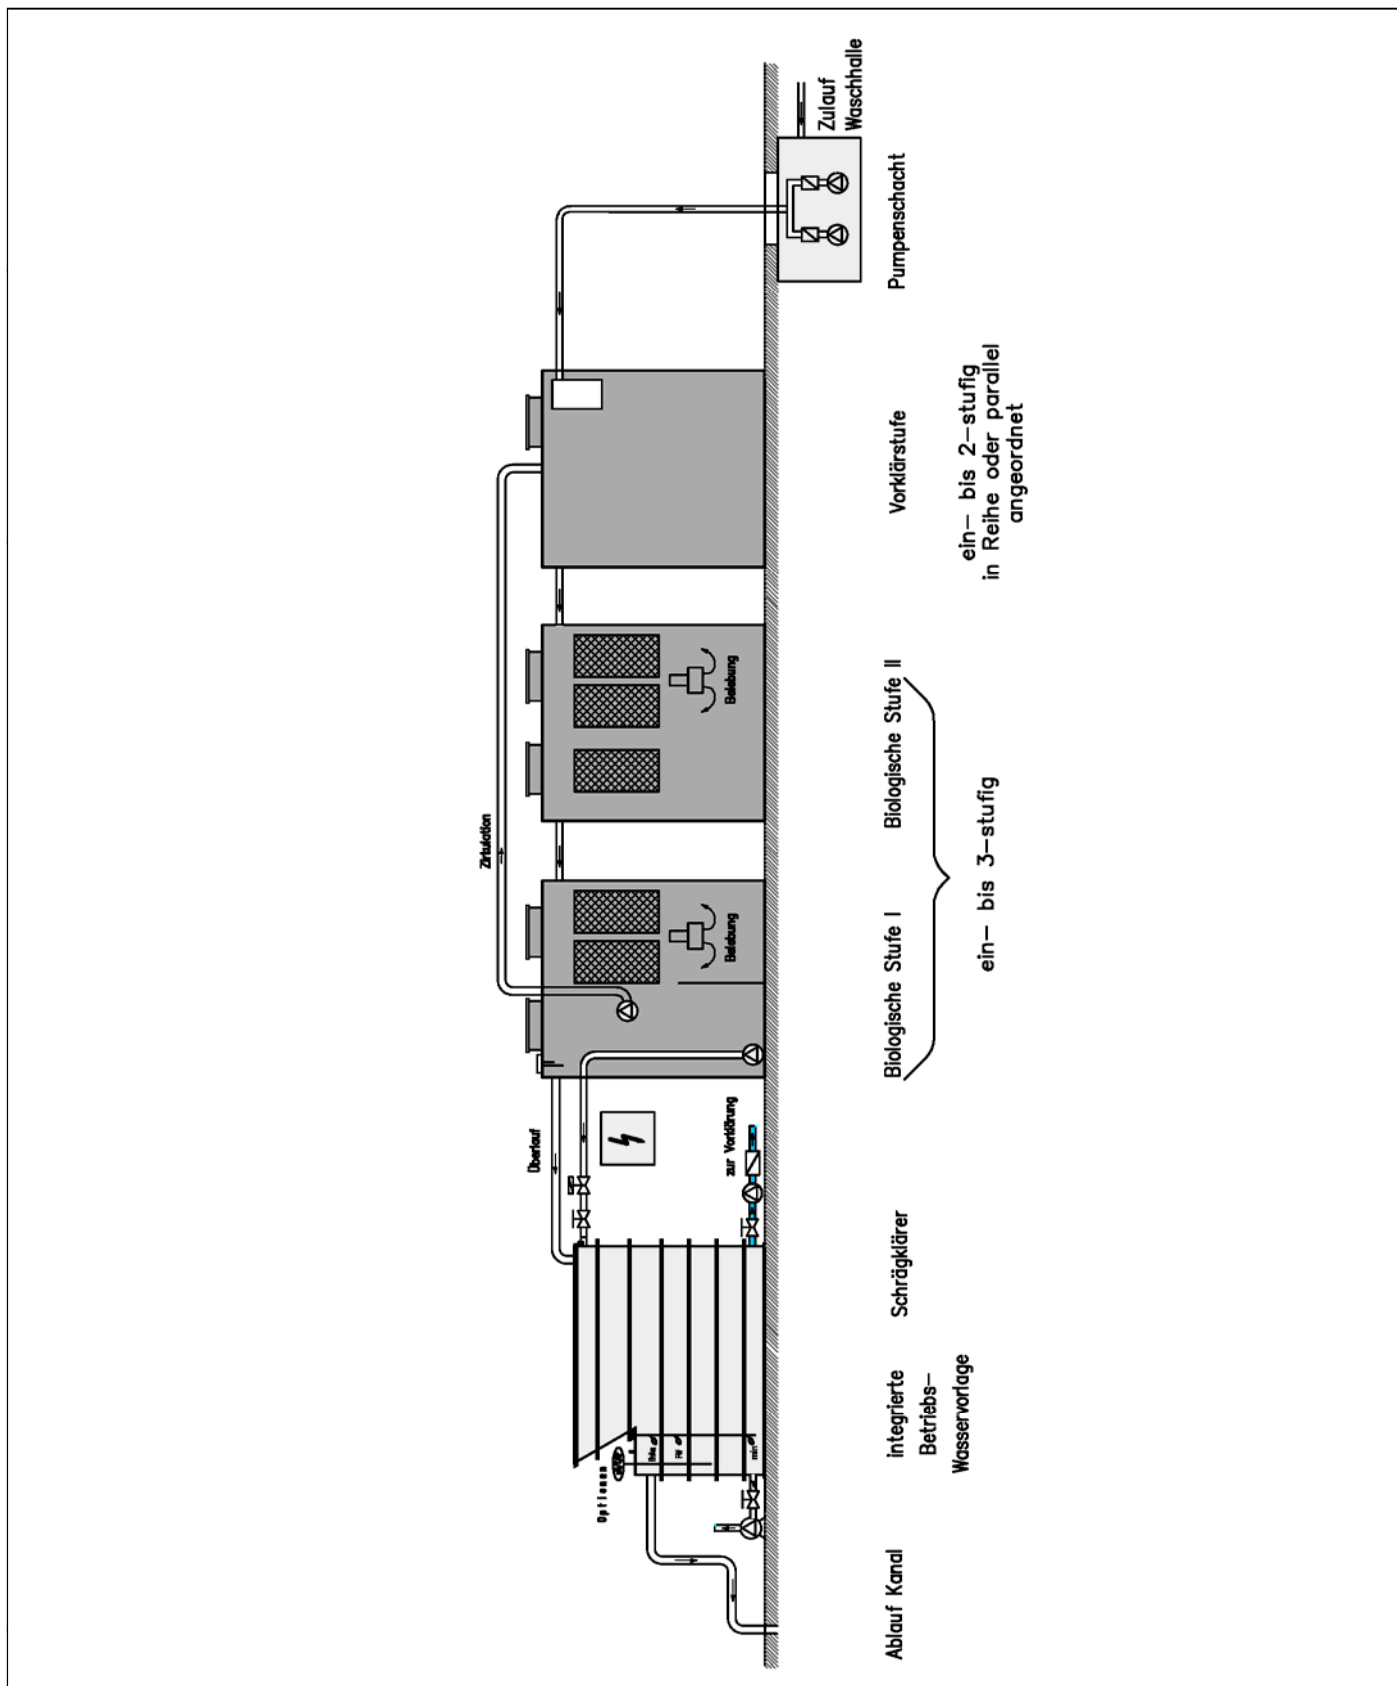 Zulauf
Waschhalle
Pumpenschacht
Vorklärstufe
ein- bis 2-stufig
in Reihe oder parallel
angeordnet
Biologische Stufe II
Biologische Stufe I
ein- bis 3-stufig
Schrägklärer
integrierte
Betriebs-
Wasservorlage
Ablauf Kanal
Zirkulation
Belebung
Belebung
Überlauf
zur Vorklärung
Optionen
min